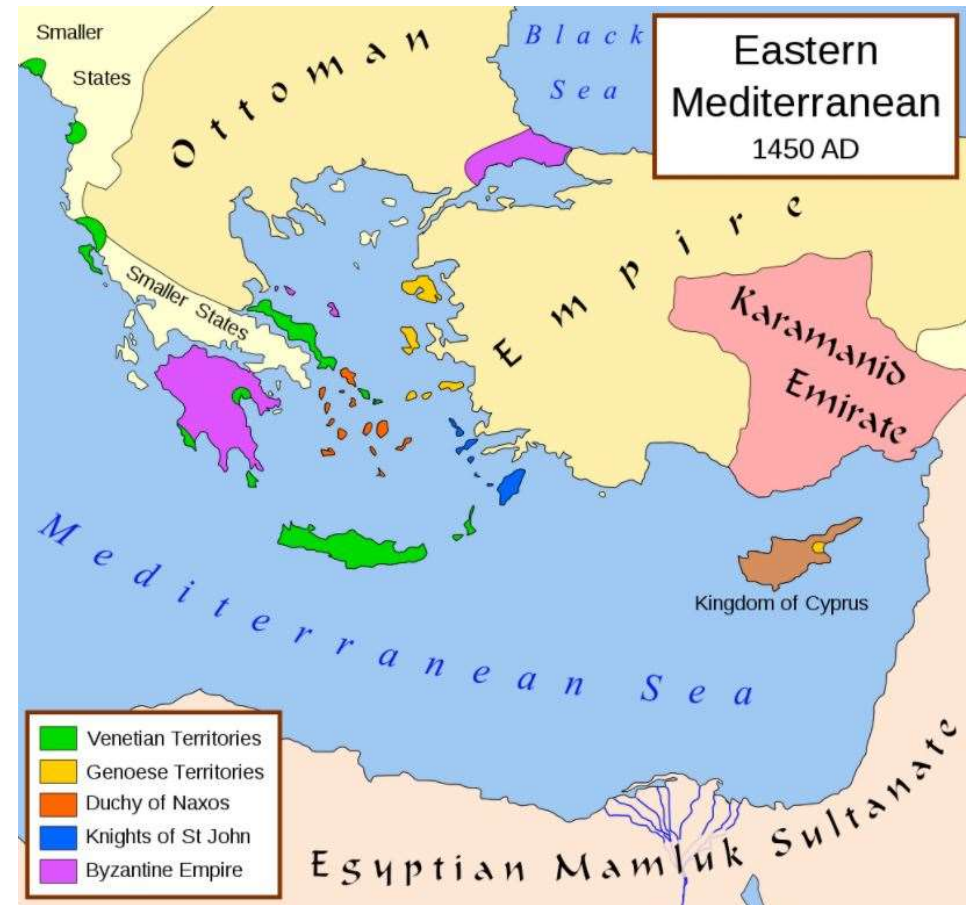 Smaller
States
Ottoman
Black
Sea
Eastern
Mediterranean
1450 AD
Empire
Smaller States
Karamanid
Emirate
Kingdom of Cyprus
Mediterranean Sea
Venetian Territories
Genoese Territories
Duchy of Naxos
Knights of St John
Byzantine Empire
Egyptian Mamluk Sultanate